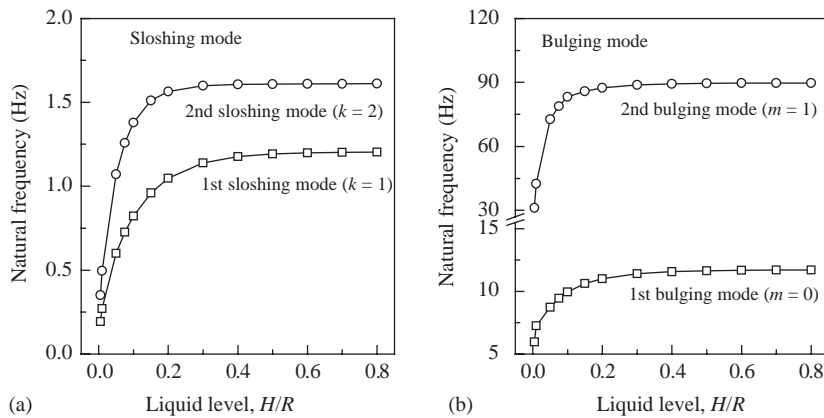 2.0
1.5
1.0
0.5
0.0
Natural frequency (Hz)
Sloshing mode
2nd sloshing mode (k = 2)
1st sloshing mode (k = 1)
0.0 0.2 0.4 0.6 0.8
(a) Liquid level, H/R
120
90
60
30
15
10
5
Natural frequency (Hz)
Bulging mode
2nd bulging mode (m = 1)
1st bulging mode (m = 0)
0.0 0.2 0.4 0.6 0.8
(b) Liquid level, H/R